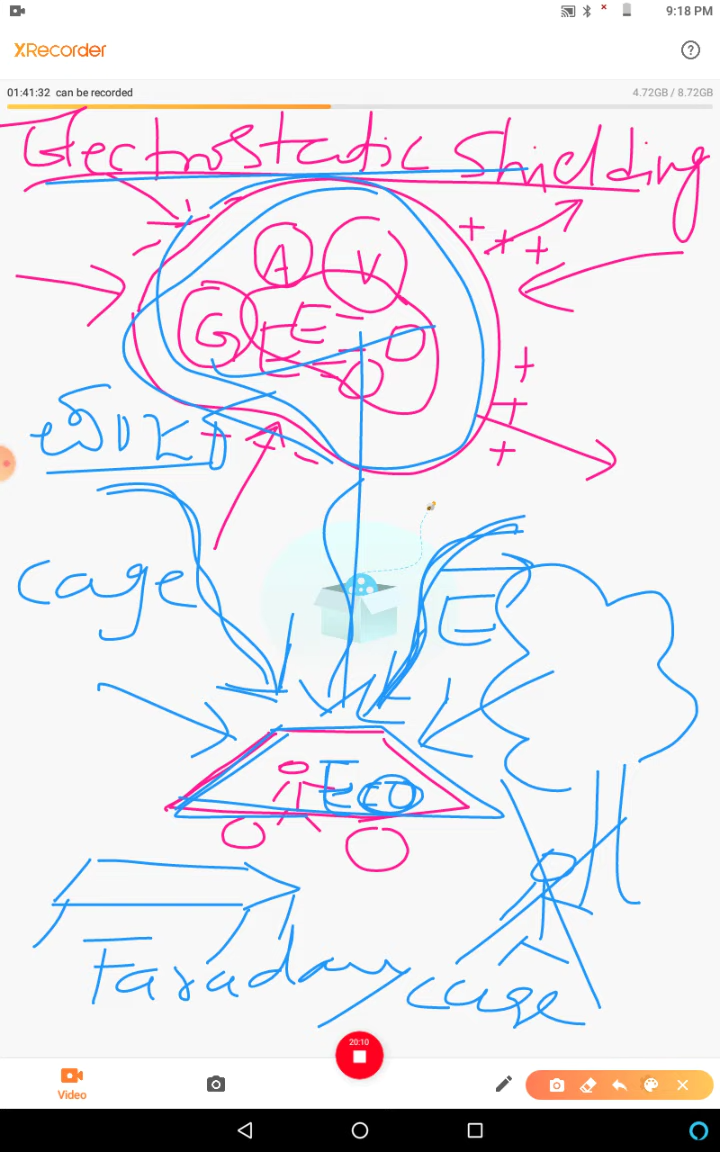 9:18 PM
XRecorder
01:41:32 can be recorded 4.72GB / 8.72GB
Electrostatic Shielding
+ + +
A V
G E = 0
E = 0
+
+
+
cage
E
E = 0
Faraday cage
20:10
Video